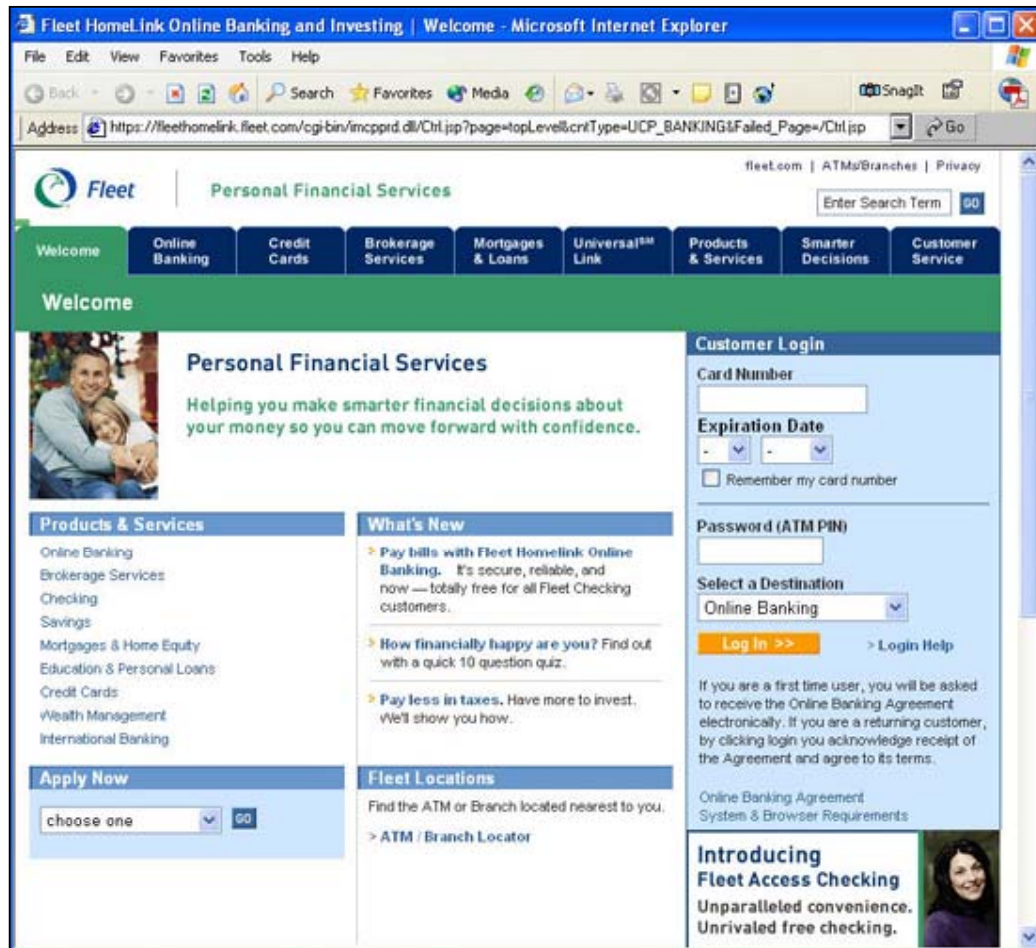 Fleet HomeLink Online Banking and Investing | Welcome - Microsoft Internet Explorer
File Edit View Favorites Tools Help
Back Search Favorites Media SnagIt
Address https://fleethomelink.fleet.com/cgi-bin/imcpprd.dll/Ctrl.jsp?page=topLevel&cntType=UCP_BANKING&Failed_Page=/Ctrl.jsp Go
fleet.com | ATMs/Branches | Privacy
Fleet Personal Financial Services
Enter Search Term GO
Welcome
Online Banking
Credit Cards
Brokerage Services
Mortgages & Loans
Universal℠ Link
Products & Services
Smarter Decisions
Customer Service
Welcome
Personal Financial Services
Helping you make smarter financial decisions about
your money so you can move forward with confidence.
Products & Services
Online Banking
Brokerage Services
Checking
Savings
Mortgages & Home Equity
Education & Personal Loans
Credit Cards
Wealth Management
International Banking
Apply Now
choose one GO
What's New
> Pay bills with Fleet Homelink Online
Banking. It's secure, reliable, and
now — totally free for all Fleet Checking
customers.
> How financially happy are you? Find out
with a quick 10 question quiz.
> Pay less in taxes. Have more to invest.
We'll show you how.
Fleet Locations
Find the ATM or Branch located nearest to you.
> ATM / Branch Locator
Customer Login
Card Number
Expiration Date
- -
Remember my card number
Password (ATM PIN)
Select a Destination
Online Banking
Log In >> > Login Help
If you are a first time user, you will be asked
to receive the Online Banking Agreement
electronically. If you are a returning customer,
by clicking login you acknowledge receipt of
the Agreement and agree to its terms.
Online Banking Agreement
System & Browser Requirements
Introducing
Fleet Access Checking
Unparalleled convenience.
Unrivaled free checking.